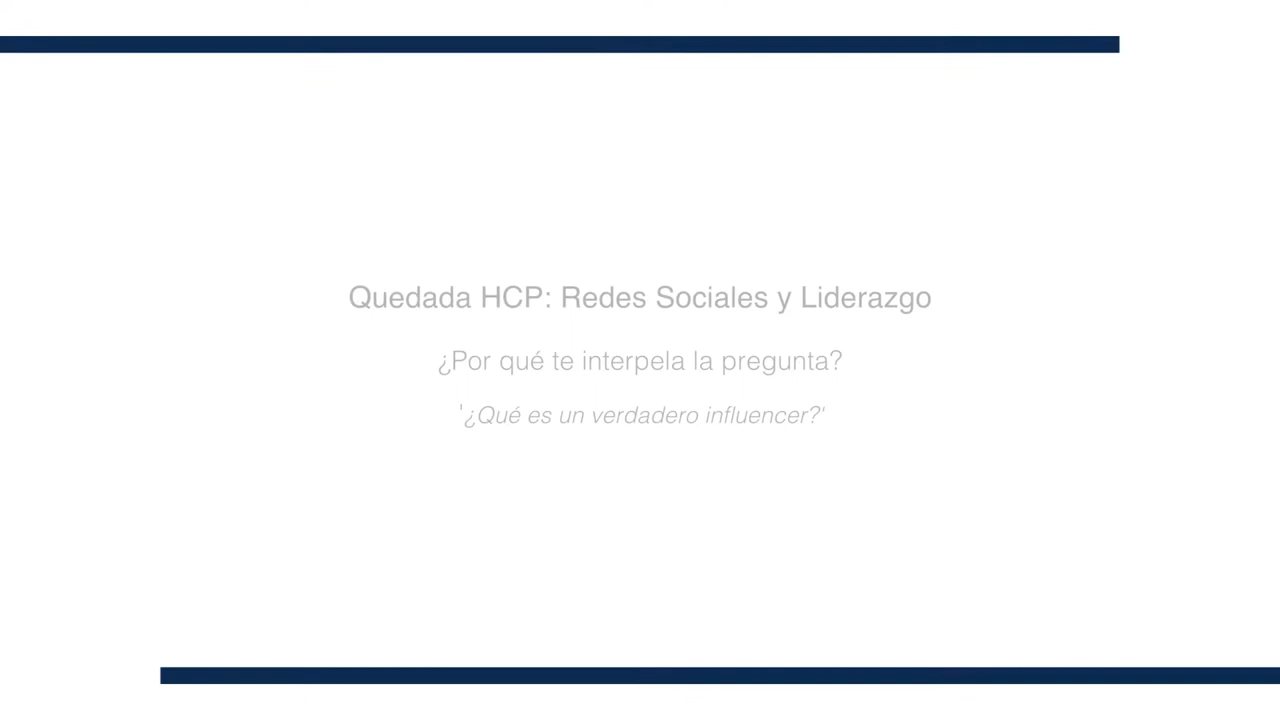 Quedada HCP: Redes Sociales y Liderazgo
¿Por qué te interpela la pregunta?
'¿Qué es un verdadero influencer?'